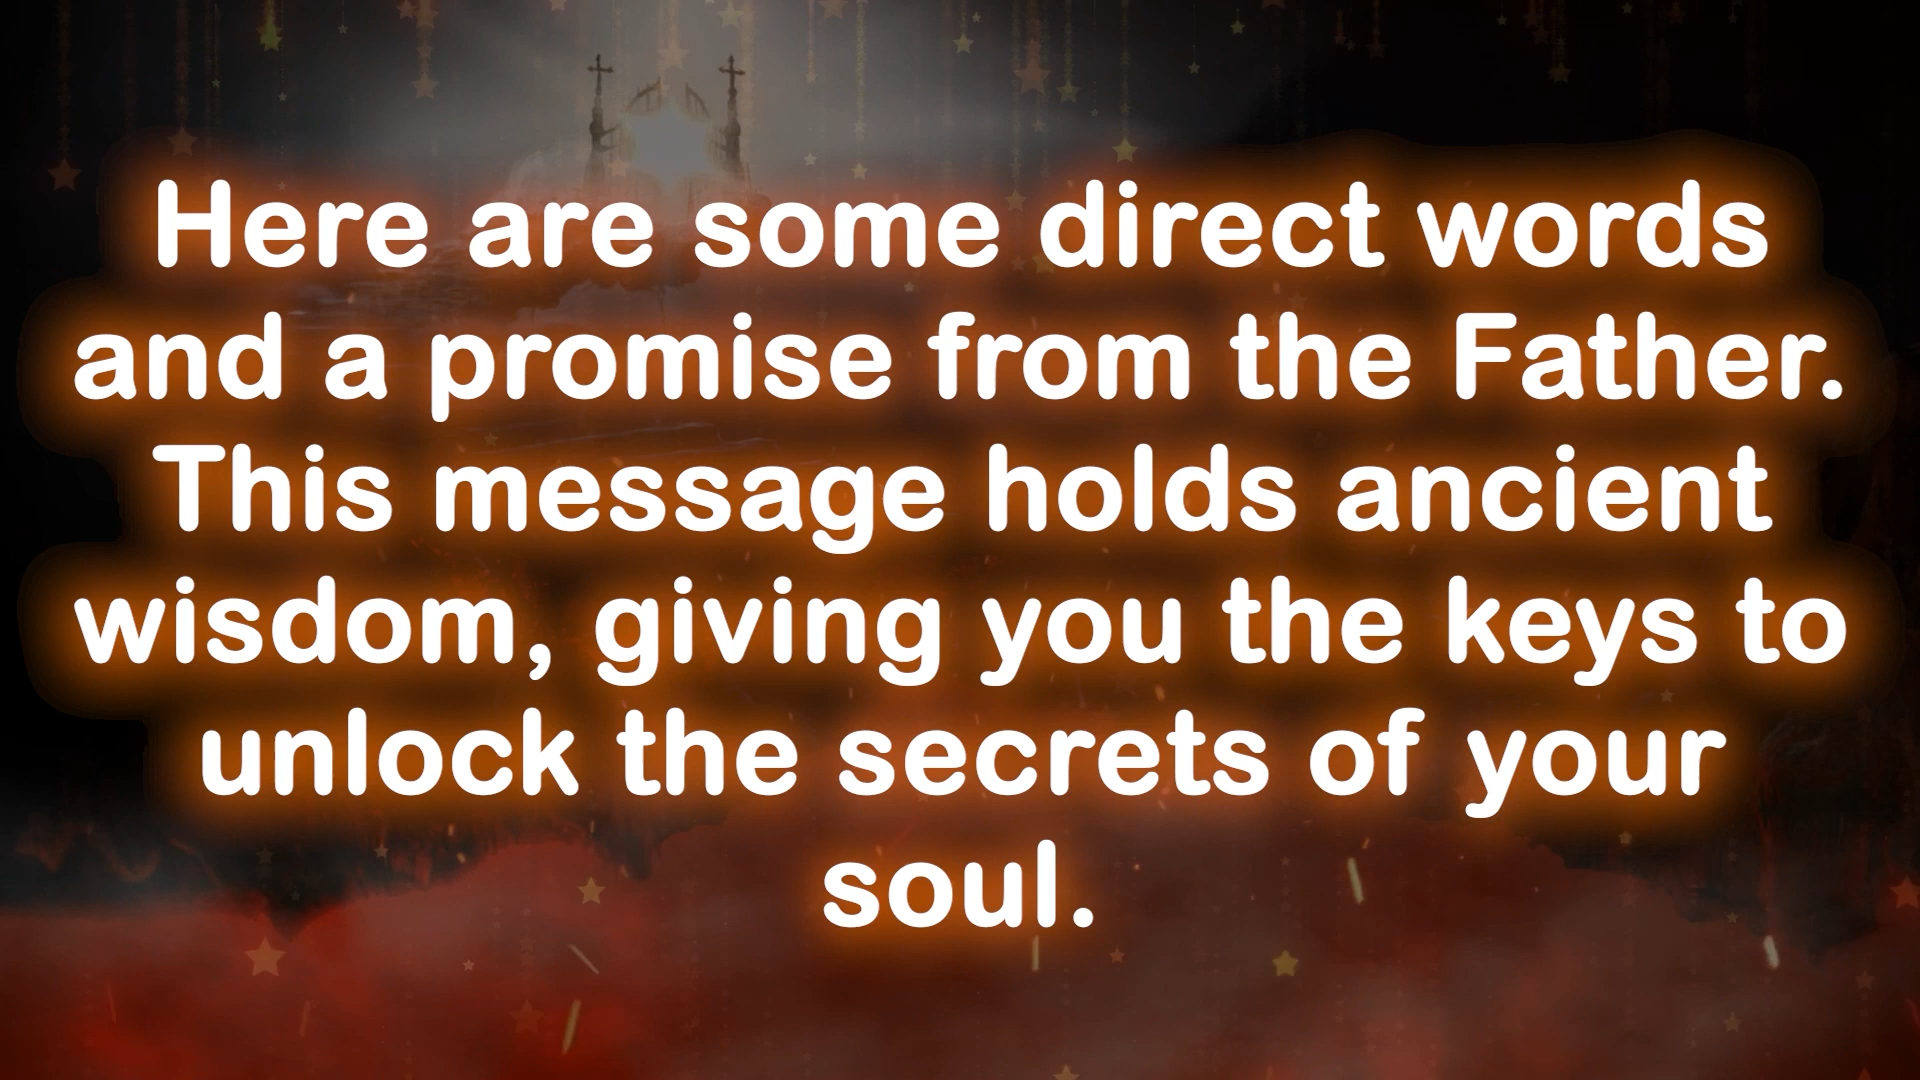 Here are some direct words
and a promise from the Father.
This message holds ancient
wisdom, giving you the keys to
unlock the secrets of your
soul.